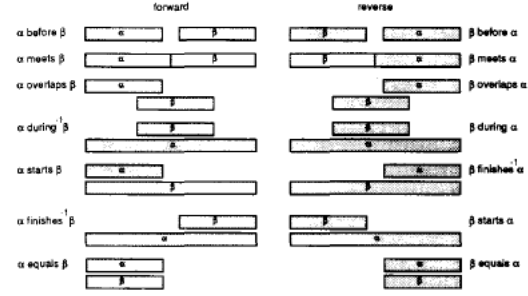 forward reverse
α before β α β β α β before α
α meets β α β β α β meets α
α overlaps β α α β overlaps α
β β
α during⁻¹ β β β β during α
α α
α starts β α α β finishes⁻¹ α
β β
α finishes⁻¹ β β β β starts α
α α
α equals β α α β equals α
β β